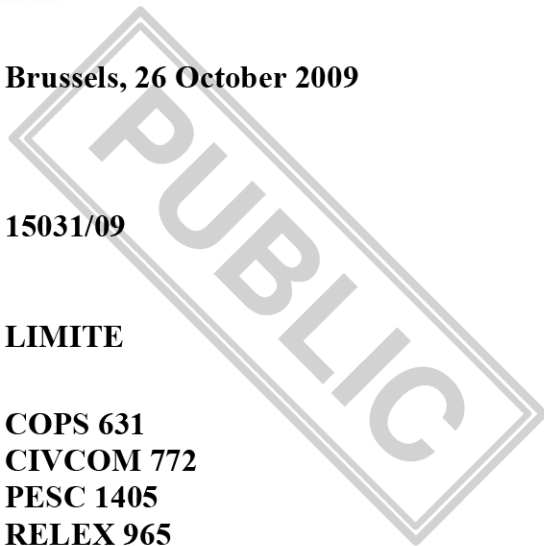 Brussels, 26 October 2009
15031/09
LIMITE
COPS 631
CIVCOM 772
PESC 1405
RELEX 965
PUBLIC